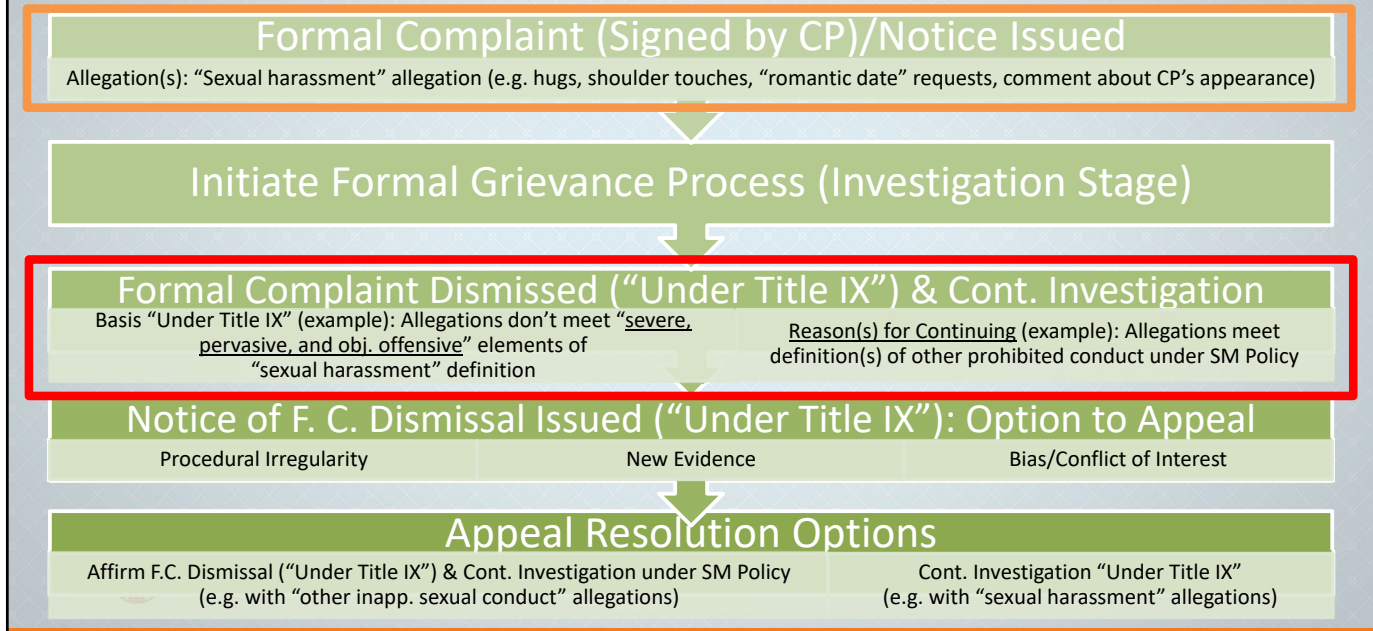 Formal Complaint (Signed by CP)/Notice Issued
Allegation(s): “Sexual harassment” allegation (e.g. hugs, shoulder touches, “romantic date” requests, comment about CP’s appearance)
Initiate Formal Grievance Process (Investigation Stage)
Formal Complaint Dismissed (“Under Title IX”) & Cont. Investigation
Basis “Under Title IX” (example): Allegations don’t meet “severe,
pervasive, and obj. offensive” elements of
“sexual harassment” definition
Reason(s) for Continuing (example): Allegations meet
definition(s) of other prohibited conduct under SM Policy
Notice of F. C. Dismissal Issued (“Under Title IX”): Option to Appeal
Procedural Irregularity
New Evidence
Bias/Conflict of Interest
Appeal Resolution Options
Affirm F.C. Dismissal (“Under Title IX”) & Cont. Investigation under SM Policy
(e.g. with “other inapp. sexual conduct” allegations)
Cont. Investigation “Under Title IX”
(e.g. with “sexual harassment” allegations)